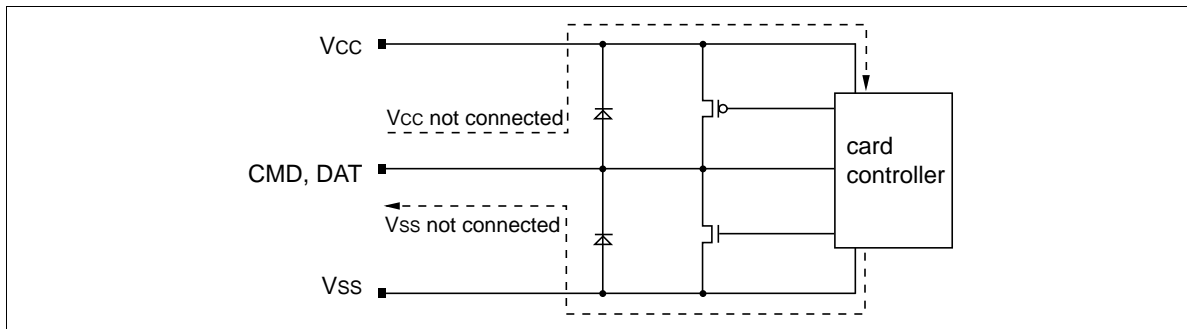 VCC
VCC not connected
CMD, DAT
card
controller
VSS not connected
VSS